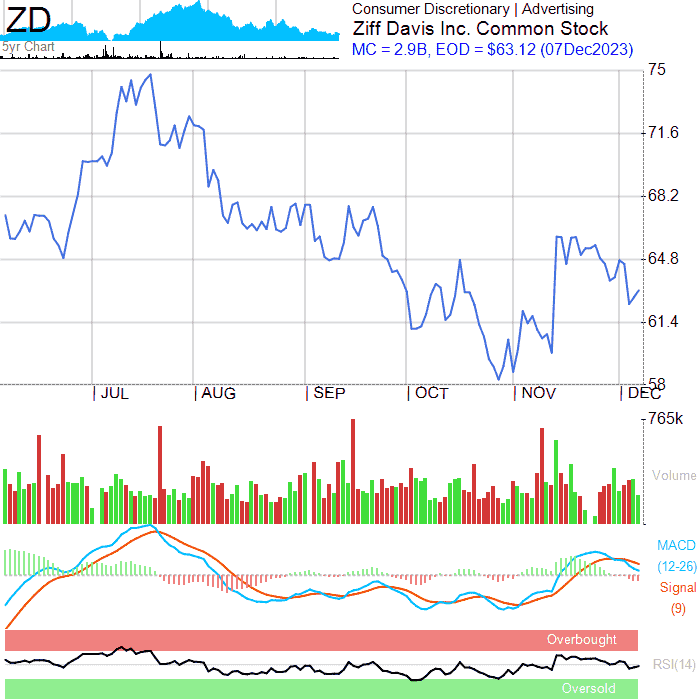 ZD
5yr Chart
Consumer Discretionary | Advertising
Ziff Davis Inc. Common Stock
MC = 2.9B, EOD = $63.12 (07Dec2023)
75
71.6
68.2
64.8
61.4
58
JUL AUG SEP OCT NOV DEC
765k
Volume
MACD
(12-26)
Signal
(9)
Overbought
RSI(14)
Oversold